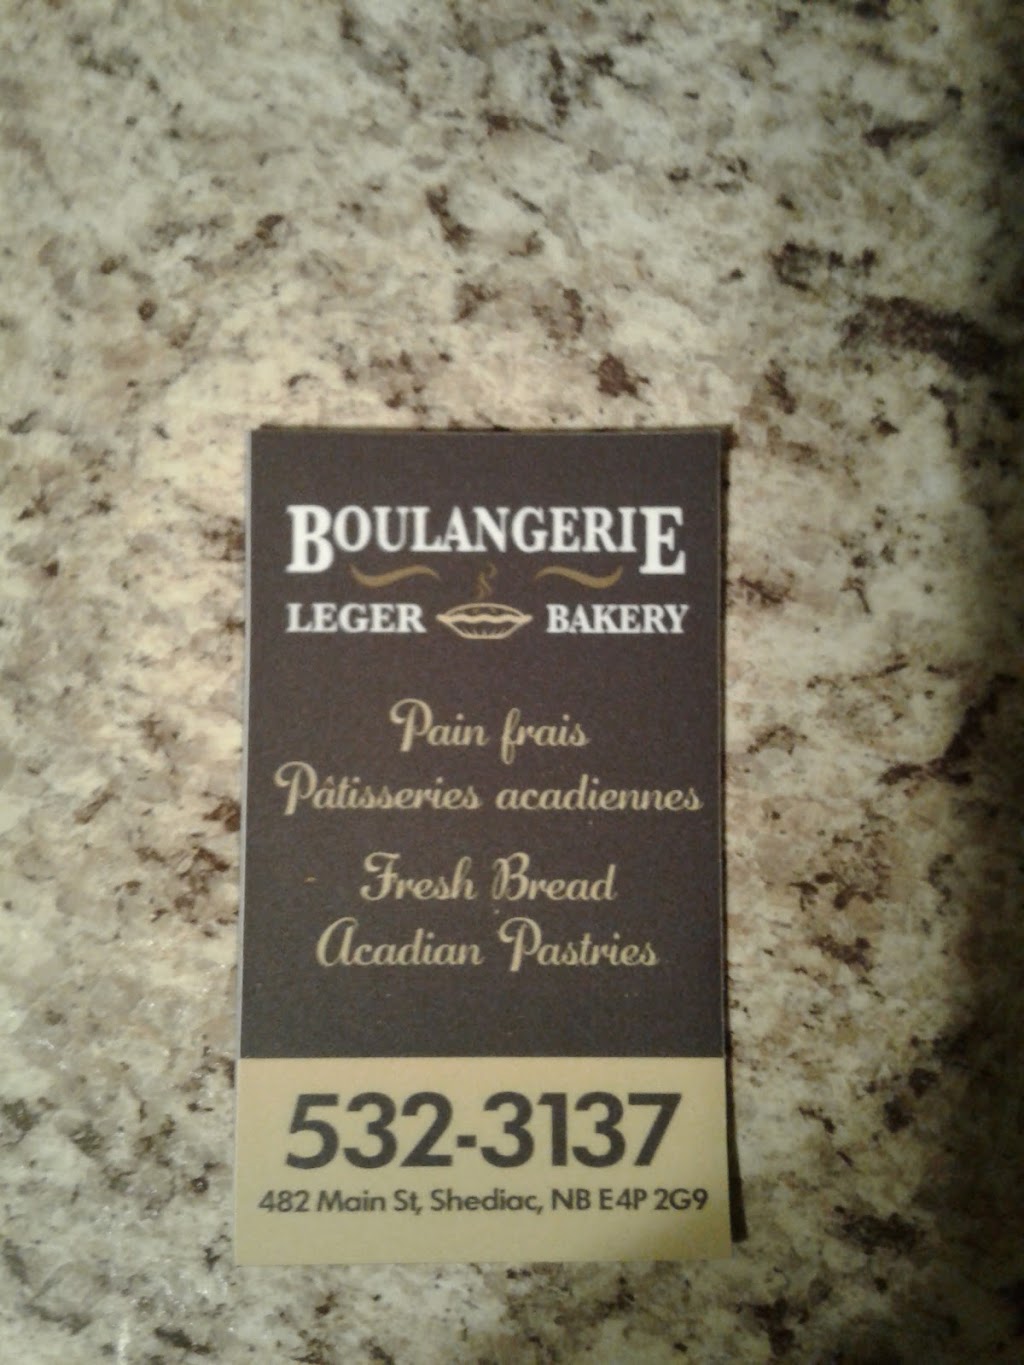 BOULANGERIE
LEGER BAKERY
Pain frais
Pâtisseries acadiennes
Fresh Bread
Acadian Pastries
532-3137
482 Main St, Shediac, NB E4P 2G9